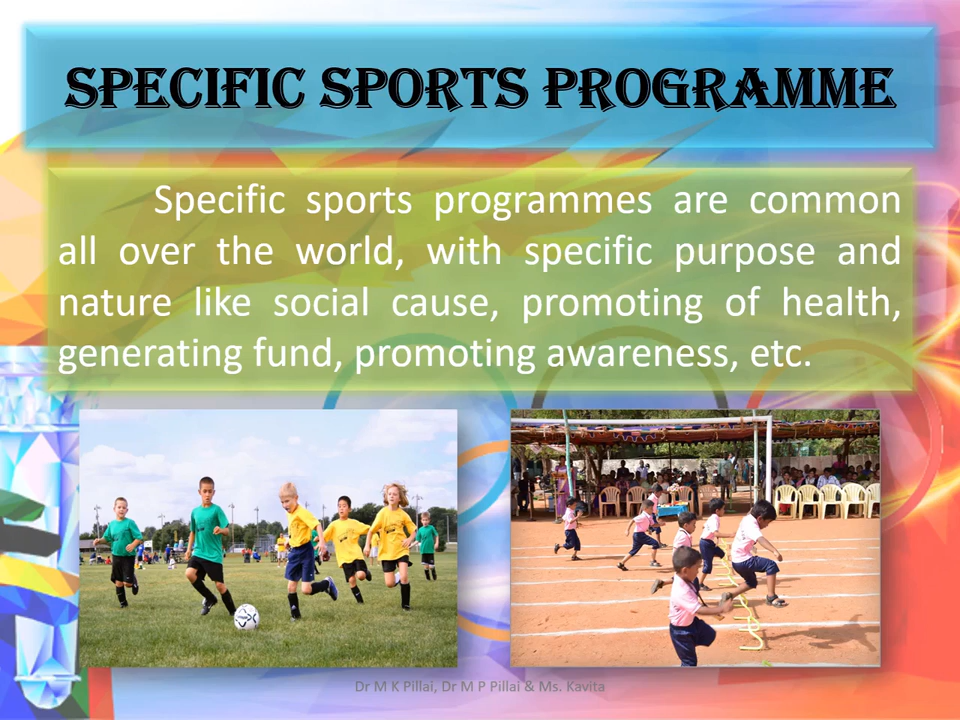 SPECIFIC SPORTS PROGRAMME
Specific sports programmes are common
all over the world, with specific purpose and
nature like social cause, promoting of health,
generating fund, promoting awareness, etc.
Dr M K Pillai, Dr M P Pillai & Ms. Kavita